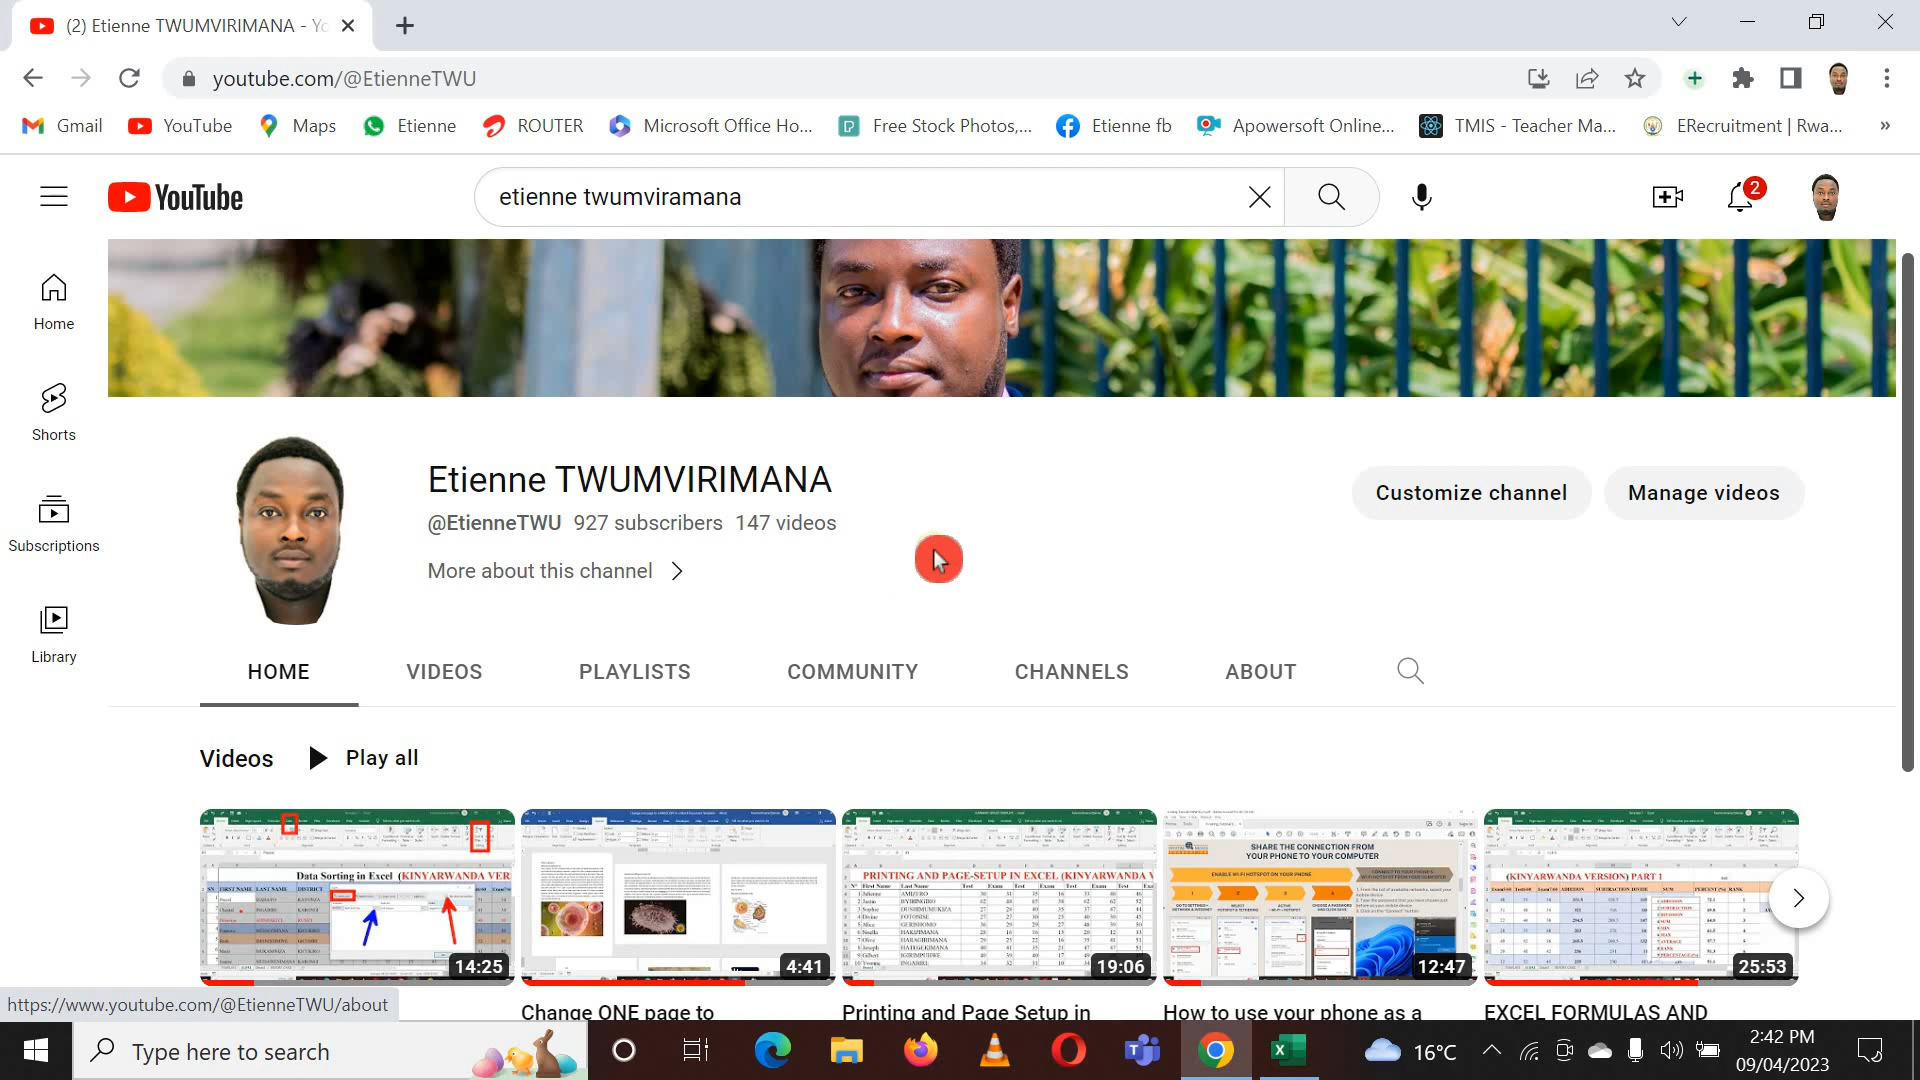 (2) Etienne TWUMVIRIMANA - Yo
youtube.com/@EtienneTWU
Gmail YouTube Maps Etienne ROUTER Microsoft Office Ho... Free Stock Photos,... Etienne fb Apowersoft Online... TMIS - Teacher Ma... ERecruitment | Rwa... »
YouTube
etienne twumviramana
2
Home
Shorts
Subscriptions
Library
Etienne TWUMVIRIMANA
@EtienneTWU 927 subscribers 147 videos
More about this channel
Customize channel Manage videos
HOME VIDEOS PLAYLISTS COMMUNITY CHANNELS ABOUT
Videos Play all
Data Sorting in Excel (KINYARWANDA VER
14:25
4:41
PRINTING AND PAGE-SETUP IN EXCEL (KINYARWANDA V
19:06
SHARE THE CONNECTION FROM
YOUR PHONE TO YOUR COMPUTER
12:47
(KINYARWANDA VERSION) PART 1
25:53
https://www.youtube.com/@EtienneTWU/about
Change ONE page to
Printing and Page Setup in
How to use your phone as a
EXCEL FORMULAS AND
Type here to search
16°C
2:42 PM
09/04/2023